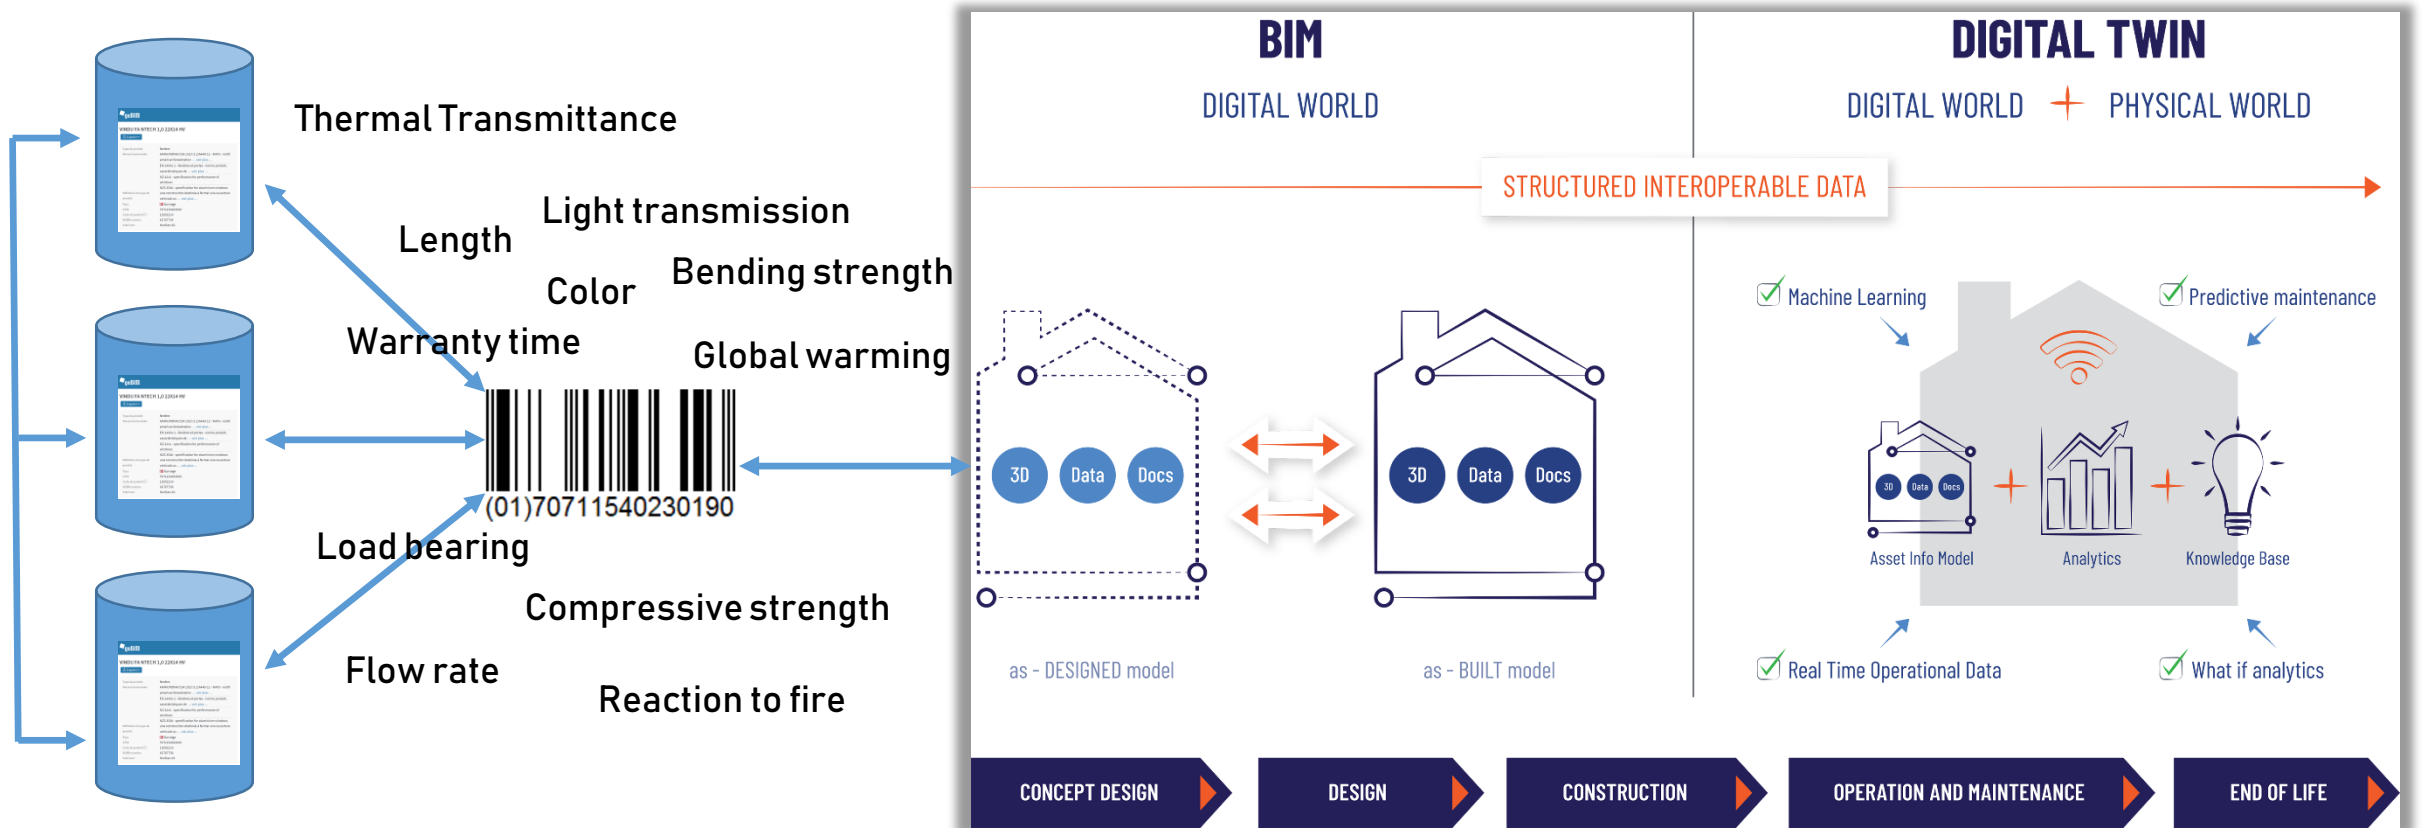 Thermal Transmittance
Light transmission
Length
Bending strength
Color
Warranty time
Global warming
(01)70711540230190
Load bearing
Compressive strength
Flow rate
Reaction to fire
BIM
DIGITAL WORLD
DIGITAL TWIN
DIGITAL WORLD + PHYSICAL WORLD
STRUCTURED INTEROPERABLE DATA
3D Data Docs
as - DESIGNED model
3D Data Docs
as - BUILT model
Machine Learning
Predictive maintenance
3D Data Docs
Asset Info Model
Analytics
Knowledge Base
Real Time Operational Data
What if analytics
CONCEPT DESIGN
DESIGN
CONSTRUCTION
OPERATION AND MAINTENANCE
END OF LIFE